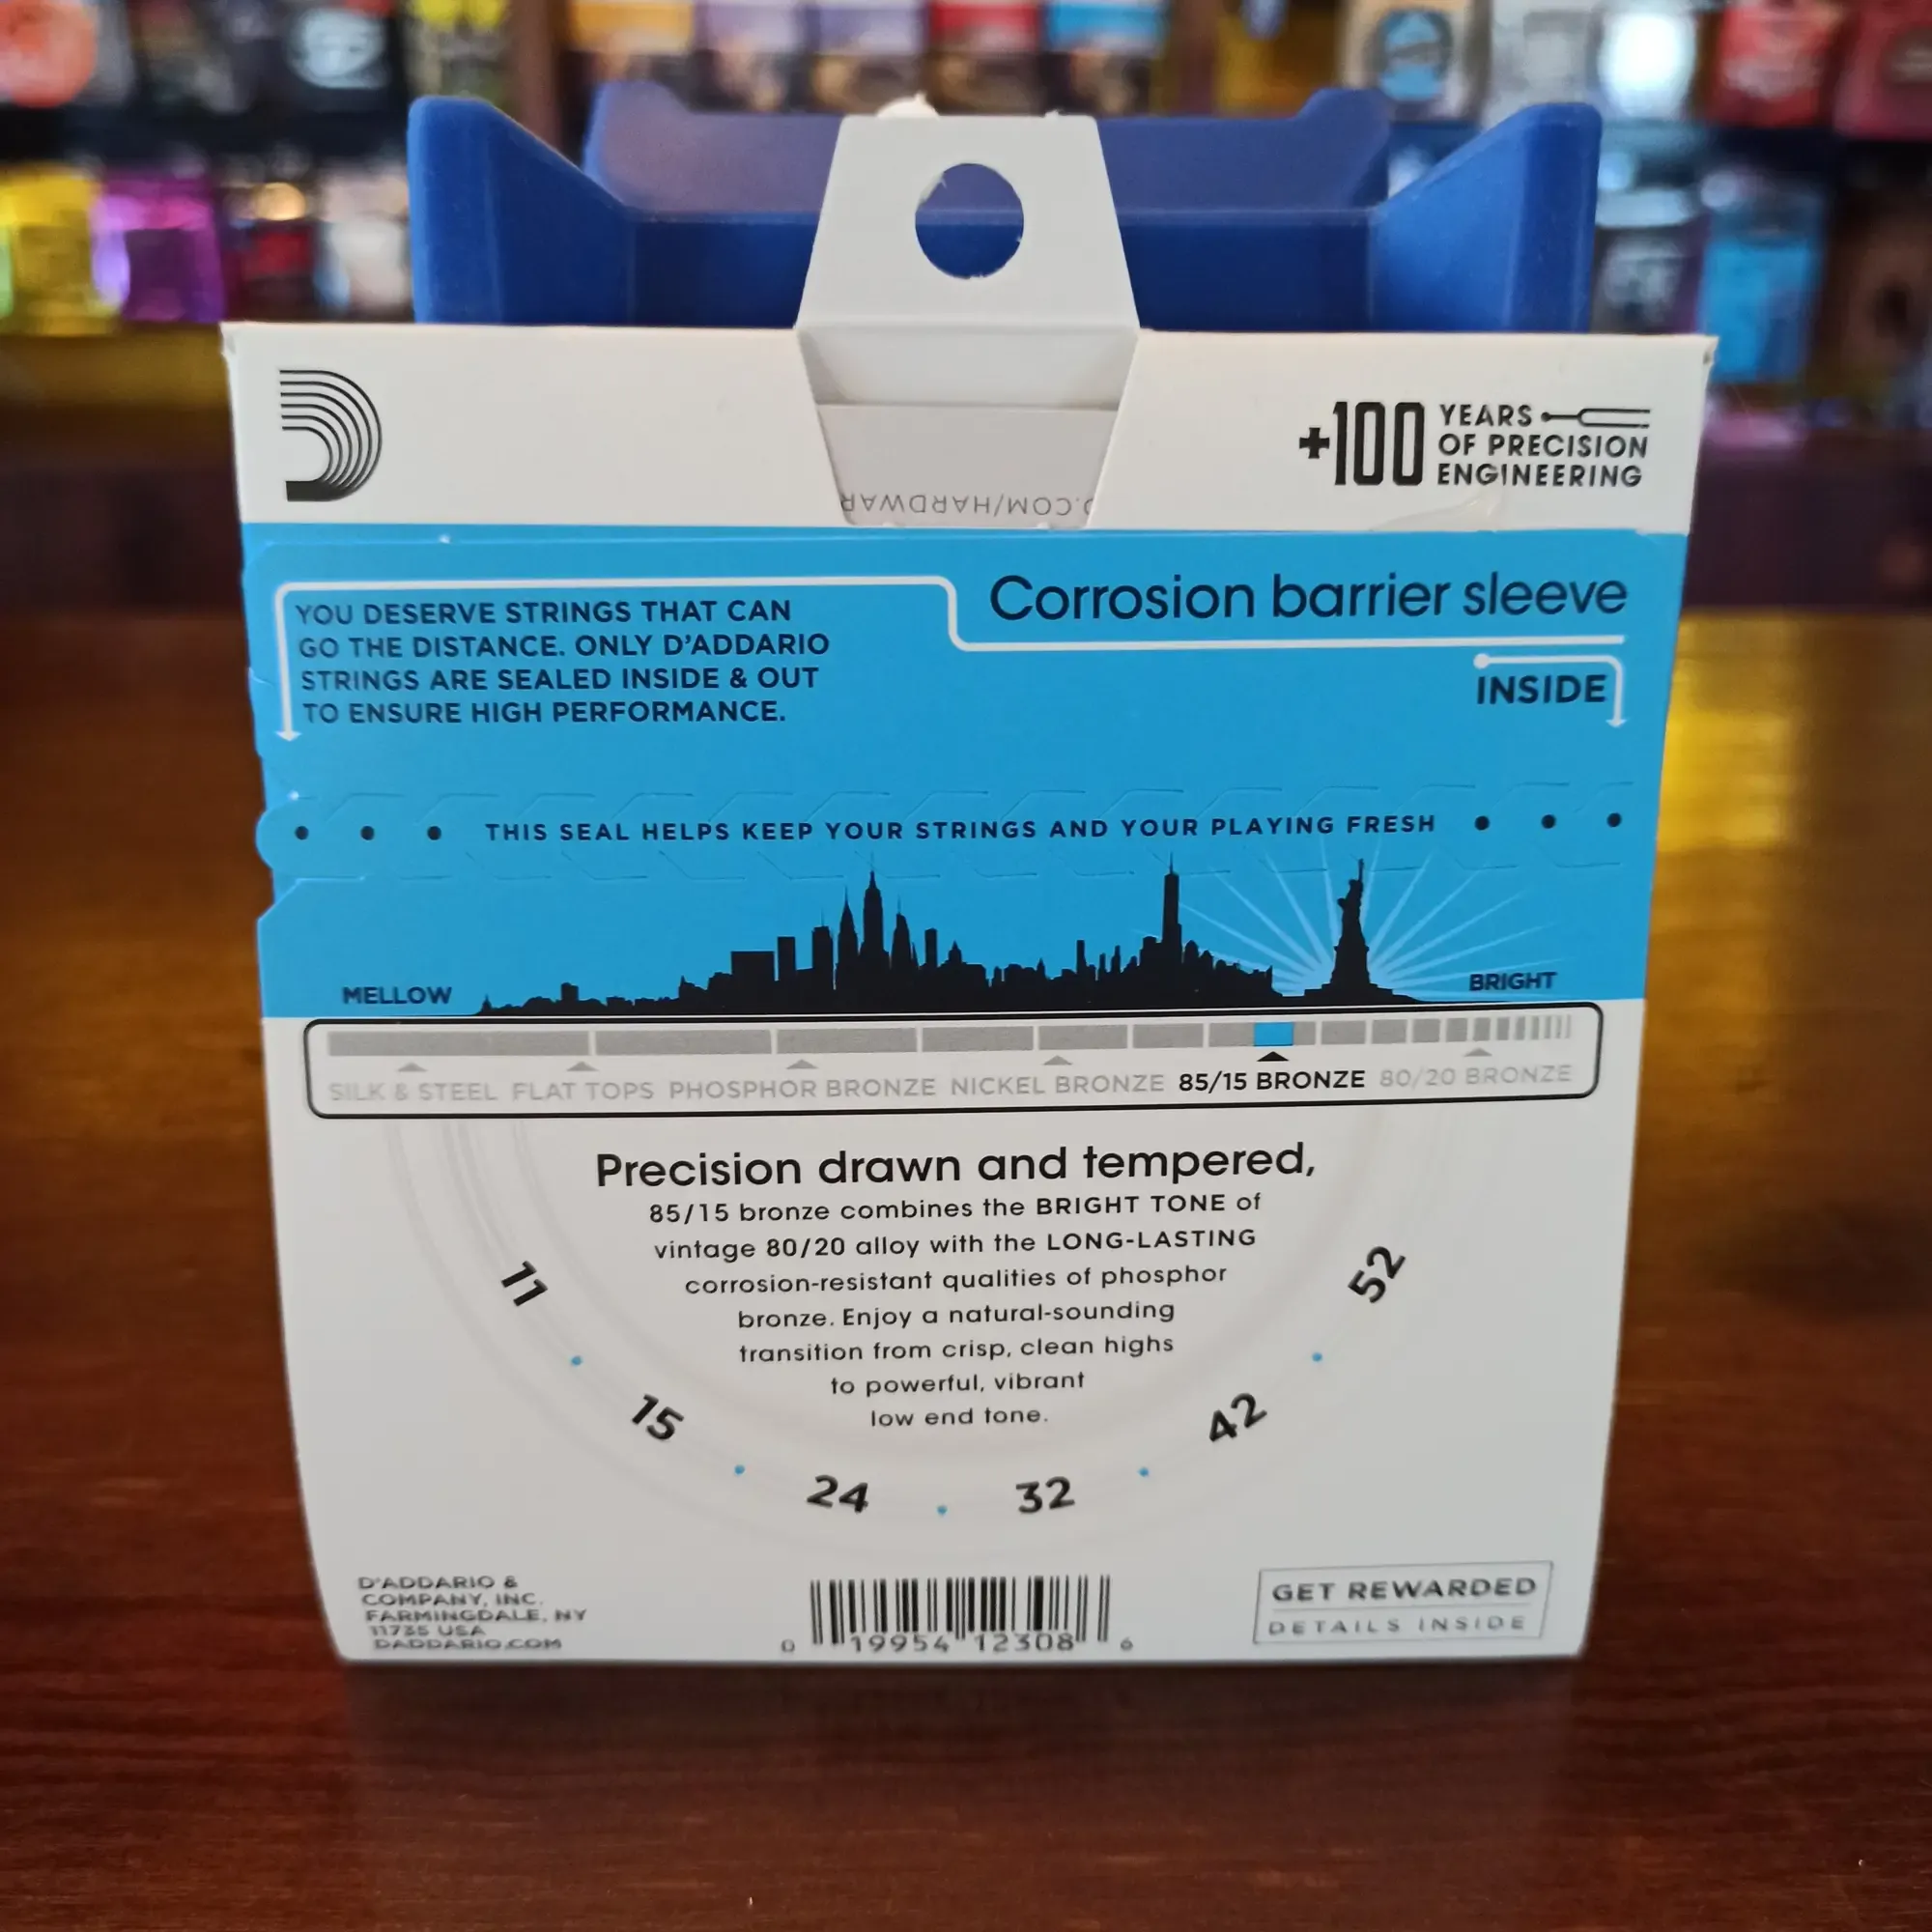 +100 YEARS
OF PRECISION
ENGINEERING
.COM/HARDWAR
YOU DESERVE STRINGS THAT CAN
GO THE DISTANCE. ONLY D'ADDARIO
STRINGS ARE SEALED INSIDE & OUT
TO ENSURE HIGH PERFORMANCE.
Corrosion barrier sleeve
INSIDE
THIS SEAL HELPS KEEP YOUR STRINGS AND YOUR PLAYING FRESH
MELLOW
BRIGHT
SILK & STEEL FLAT TOPS PHOSPHOR BRONZE NICKEL BRONZE 85/15 BRONZE 80/20 BRONZE
Precision drawn and tempered,
85/15 bronze combines the BRIGHT TONE of
vintage 80/20 alloy with the LONG-LASTING
corrosion-resistant qualities of phosphor
bronze. Enjoy a natural-sounding
transition from crisp, clean highs
to powerful, vibrant
low end tone.
11 • 15 • 24 • 32 • 42 • 52
D'ADDARIO &
COMPANY, INC.
FARMINGDALE, NY
11735 USA
DADDARIO.COM
0 19954 12308 6
GET REWARDED
DETAILS INSIDE